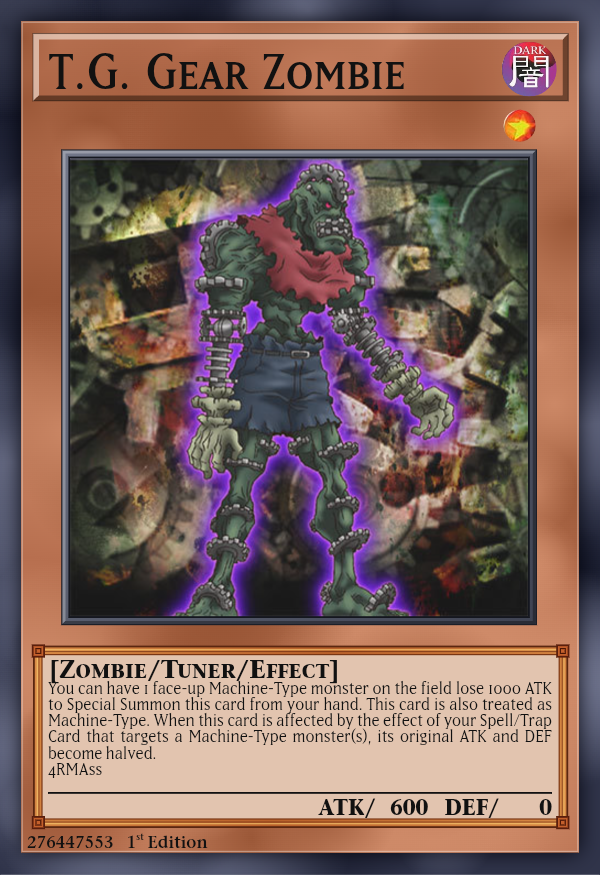 T.G. Gear Zombie
DARK
闇
[Zombie/Tuner/Effect]
You can have 1 face-up Machine-Type monster on the field lose 1000 ATK
to Special Summon this card from your hand. This card is also treated as
Machine-Type. When this card is affected by the effect of your Spell/Trap
Card that targets a Machine-Type monster(s), its original ATK and DEF
become halved.
4RMAss
ATK/ 600 DEF/ 0
276447553 1st Edition